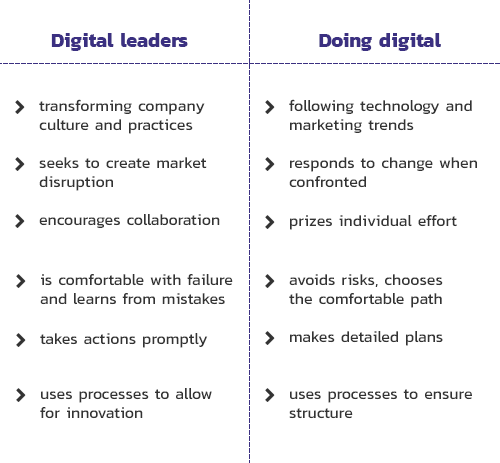 Digital leaders
transforming company
culture and practices
seeks to create market
disruption
encourages collaboration
is comfortable with failure
and learns from mistakes
takes actions promptly
uses processes to allow
for innovation
Doing digital
following technology and
marketing trends
responds to change when
confronted
prizes individual effort
avoids risks, chooses
the comfortable path
makes detailed plans
uses processes to ensure
structure